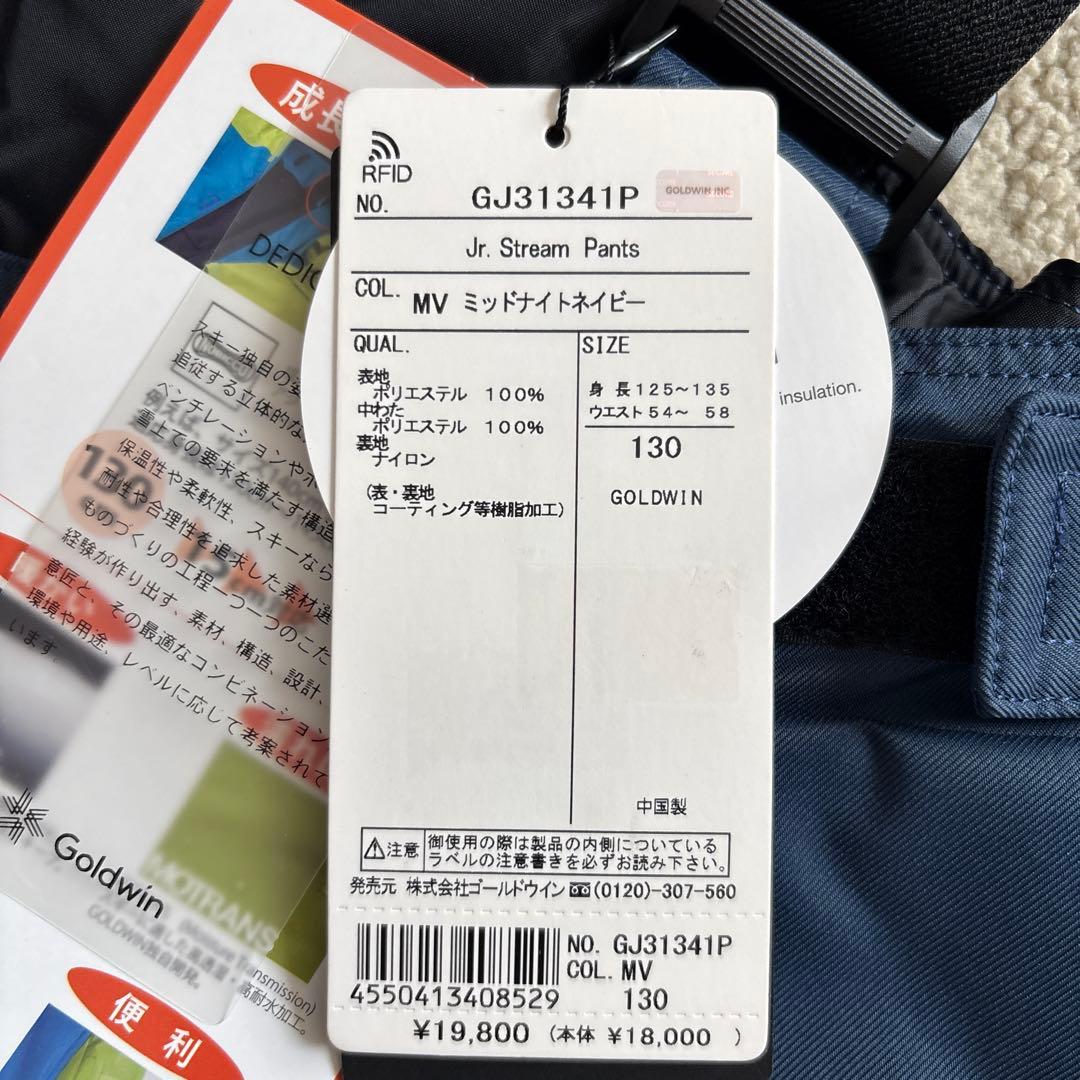 RFID
NO. GJ31341P
GOLDWIN INC.
Jr. Stream Pants
COL. MV ミッドナイトネイビー
QUAL.
表地
ポリエステル 100%
中わた
ポリエステル 100%
裏地
ナイロン
(表・裏地
コーティング等樹脂加工)
SIZE
身 長 125~135
ウエスト 54~ 58
130
GOLDWIN
中国製
注意
御使用の際は製品の内側についている
ラベルの注意書きを必ずお読み下さい。
発売元 株式会社ゴールドウイン (0120)-307-560
4550413408529
NO. GJ31341P
COL. MV
130
¥19,800 (本体 ¥18,000 )
insulation.
成長
DEDIC
スキー独自の姿
追従する立体的な
ベンチレーションやポ
雪上での要求を満たす構造
保温性や柔軟性、スキーなら
耐性や合理性を追求した素材選
ものづくりの工程一つ一つのこだ
経験が作り出す、素材、構造、設計、
意匠と、その最適なコンビネーション
環境や用途、レベルに応じて考案されて
います。
130
Goldwin
MOTRANS
(Moisture Transmission)
GOLDWIN独自開発。
高耐水加工。
便利